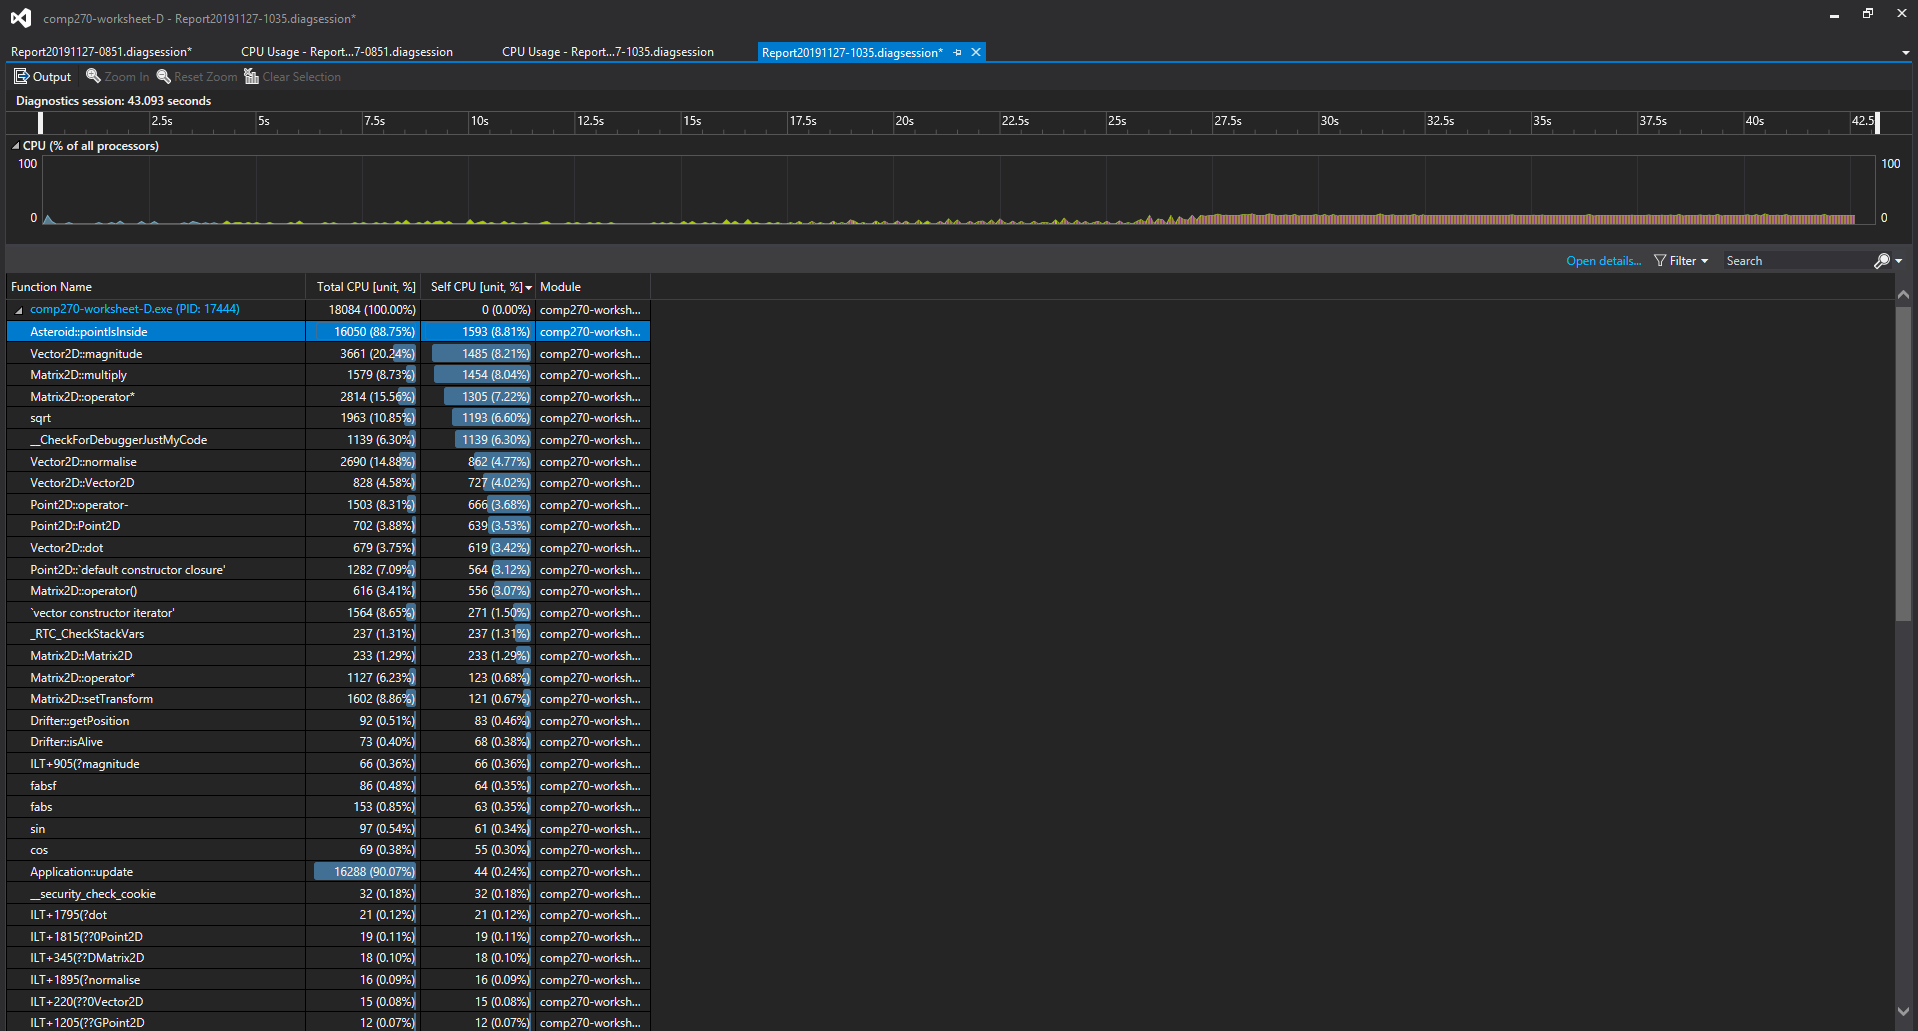 comp270-worksheet-D - Report20191127-1035.diagsession*
Report20191127-0851.diagsession* CPU Usage - Report...7-0851.diagsession CPU Usage - Report...7-1035.diagsession Report20191127-1035.diagsession*
Output Zoom In Reset Zoom Clear Selection
Diagnostics session: 43.093 seconds
2.5s 5s 7.5s 10s 12.5s 15s 17.5s 20s 22.5s 25s 27.5s 30s 32.5s 35s 37.5s 40s 42.5
CPU (% of all processors)
100 100
0 0
Open details... Filter Search
Function Name Total CPU [unit, %] Self CPU [unit, %] Module
comp270-worksheet-D.exe (PID: 17444) 18084 (100.00%) 0 (0.00%) comp270-worksh...
Asteroid::pointIsInside 16050 (88.75%) 1593 (8.81%) comp270-worksh...
Vector2D::magnitude 3661 (20.24%) 1485 (8.21%) comp270-worksh...
Matrix2D::multiply 1579 (8.73%) 1454 (8.04%) comp270-worksh...
Matrix2D::operator* 2814 (15.56%) 1305 (7.22%) comp270-worksh...
sqrt 1963 (10.85%) 1193 (6.60%) comp270-worksh...
__CheckForDebuggerJustMyCode 1139 (6.30%) 1139 (6.30%) comp270-worksh...
Vector2D::normalise 2690 (14.88%) 862 (4.77%) comp270-worksh...
Vector2D::Vector2D 828 (4.58%) 727 (4.02%) comp270-worksh...
Point2D::operator- 1503 (8.31%) 666 (3.68%) comp270-worksh...
Point2D::Point2D 702 (3.88%) 639 (3.53%) comp270-worksh...
Vector2D::dot 679 (3.75%) 619 (3.42%) comp270-worksh...
Point2D::`default constructor closure' 1282 (7.09%) 564 (3.12%) comp270-worksh...
Matrix2D::operator() 616 (3.41%) 556 (3.07%) comp270-worksh...
`vector constructor iterator' 1564 (8.65%) 271 (1.50%) comp270-worksh...
_RTC_CheckStackVars 237 (1.31%) 237 (1.31%) comp270-worksh...
Matrix2D::Matrix2D 233 (1.29%) 233 (1.29%) comp270-worksh...
Matrix2D::operator* 1127 (6.23%) 123 (0.68%) comp270-worksh...
Matrix2D::setTransform 1602 (8.86%) 121 (0.67%) comp270-worksh...
Drifter::getPosition 92 (0.51%) 83 (0.46%) comp270-worksh...
Drifter::isAlive 73 (0.40%) 68 (0.38%) comp270-worksh...
ILT+905(?magnitude 66 (0.36%) 66 (0.36%) comp270-worksh...
fabsf 86 (0.48%) 64 (0.35%) comp270-worksh...
fabs 153 (0.85%) 63 (0.35%) comp270-worksh...
sin 97 (0.54%) 61 (0.34%) comp270-worksh...
cos 69 (0.38%) 55 (0.30%) comp270-worksh...
Application::update 16288 (90.07%) 44 (0.24%) comp270-worksh...
__security_check_cookie 32 (0.18%) 32 (0.18%) comp270-worksh...
ILT+1795(?dot 21 (0.12%) 21 (0.12%) comp270-worksh...
ILT+1815(??0Point2D 19 (0.11%) 19 (0.11%) comp270-worksh...
ILT+345(??DMatrix2D 18 (0.10%) 18 (0.10%) comp270-worksh...
ILT+1895(?normalise 16 (0.09%) 16 (0.09%) comp270-worksh...
ILT+220(??0Vector2D 15 (0.08%) 15 (0.08%) comp270-worksh...
ILT+1205(??GPoint2D 12 (0.07%) 12 (0.07%) comp270-worksh...